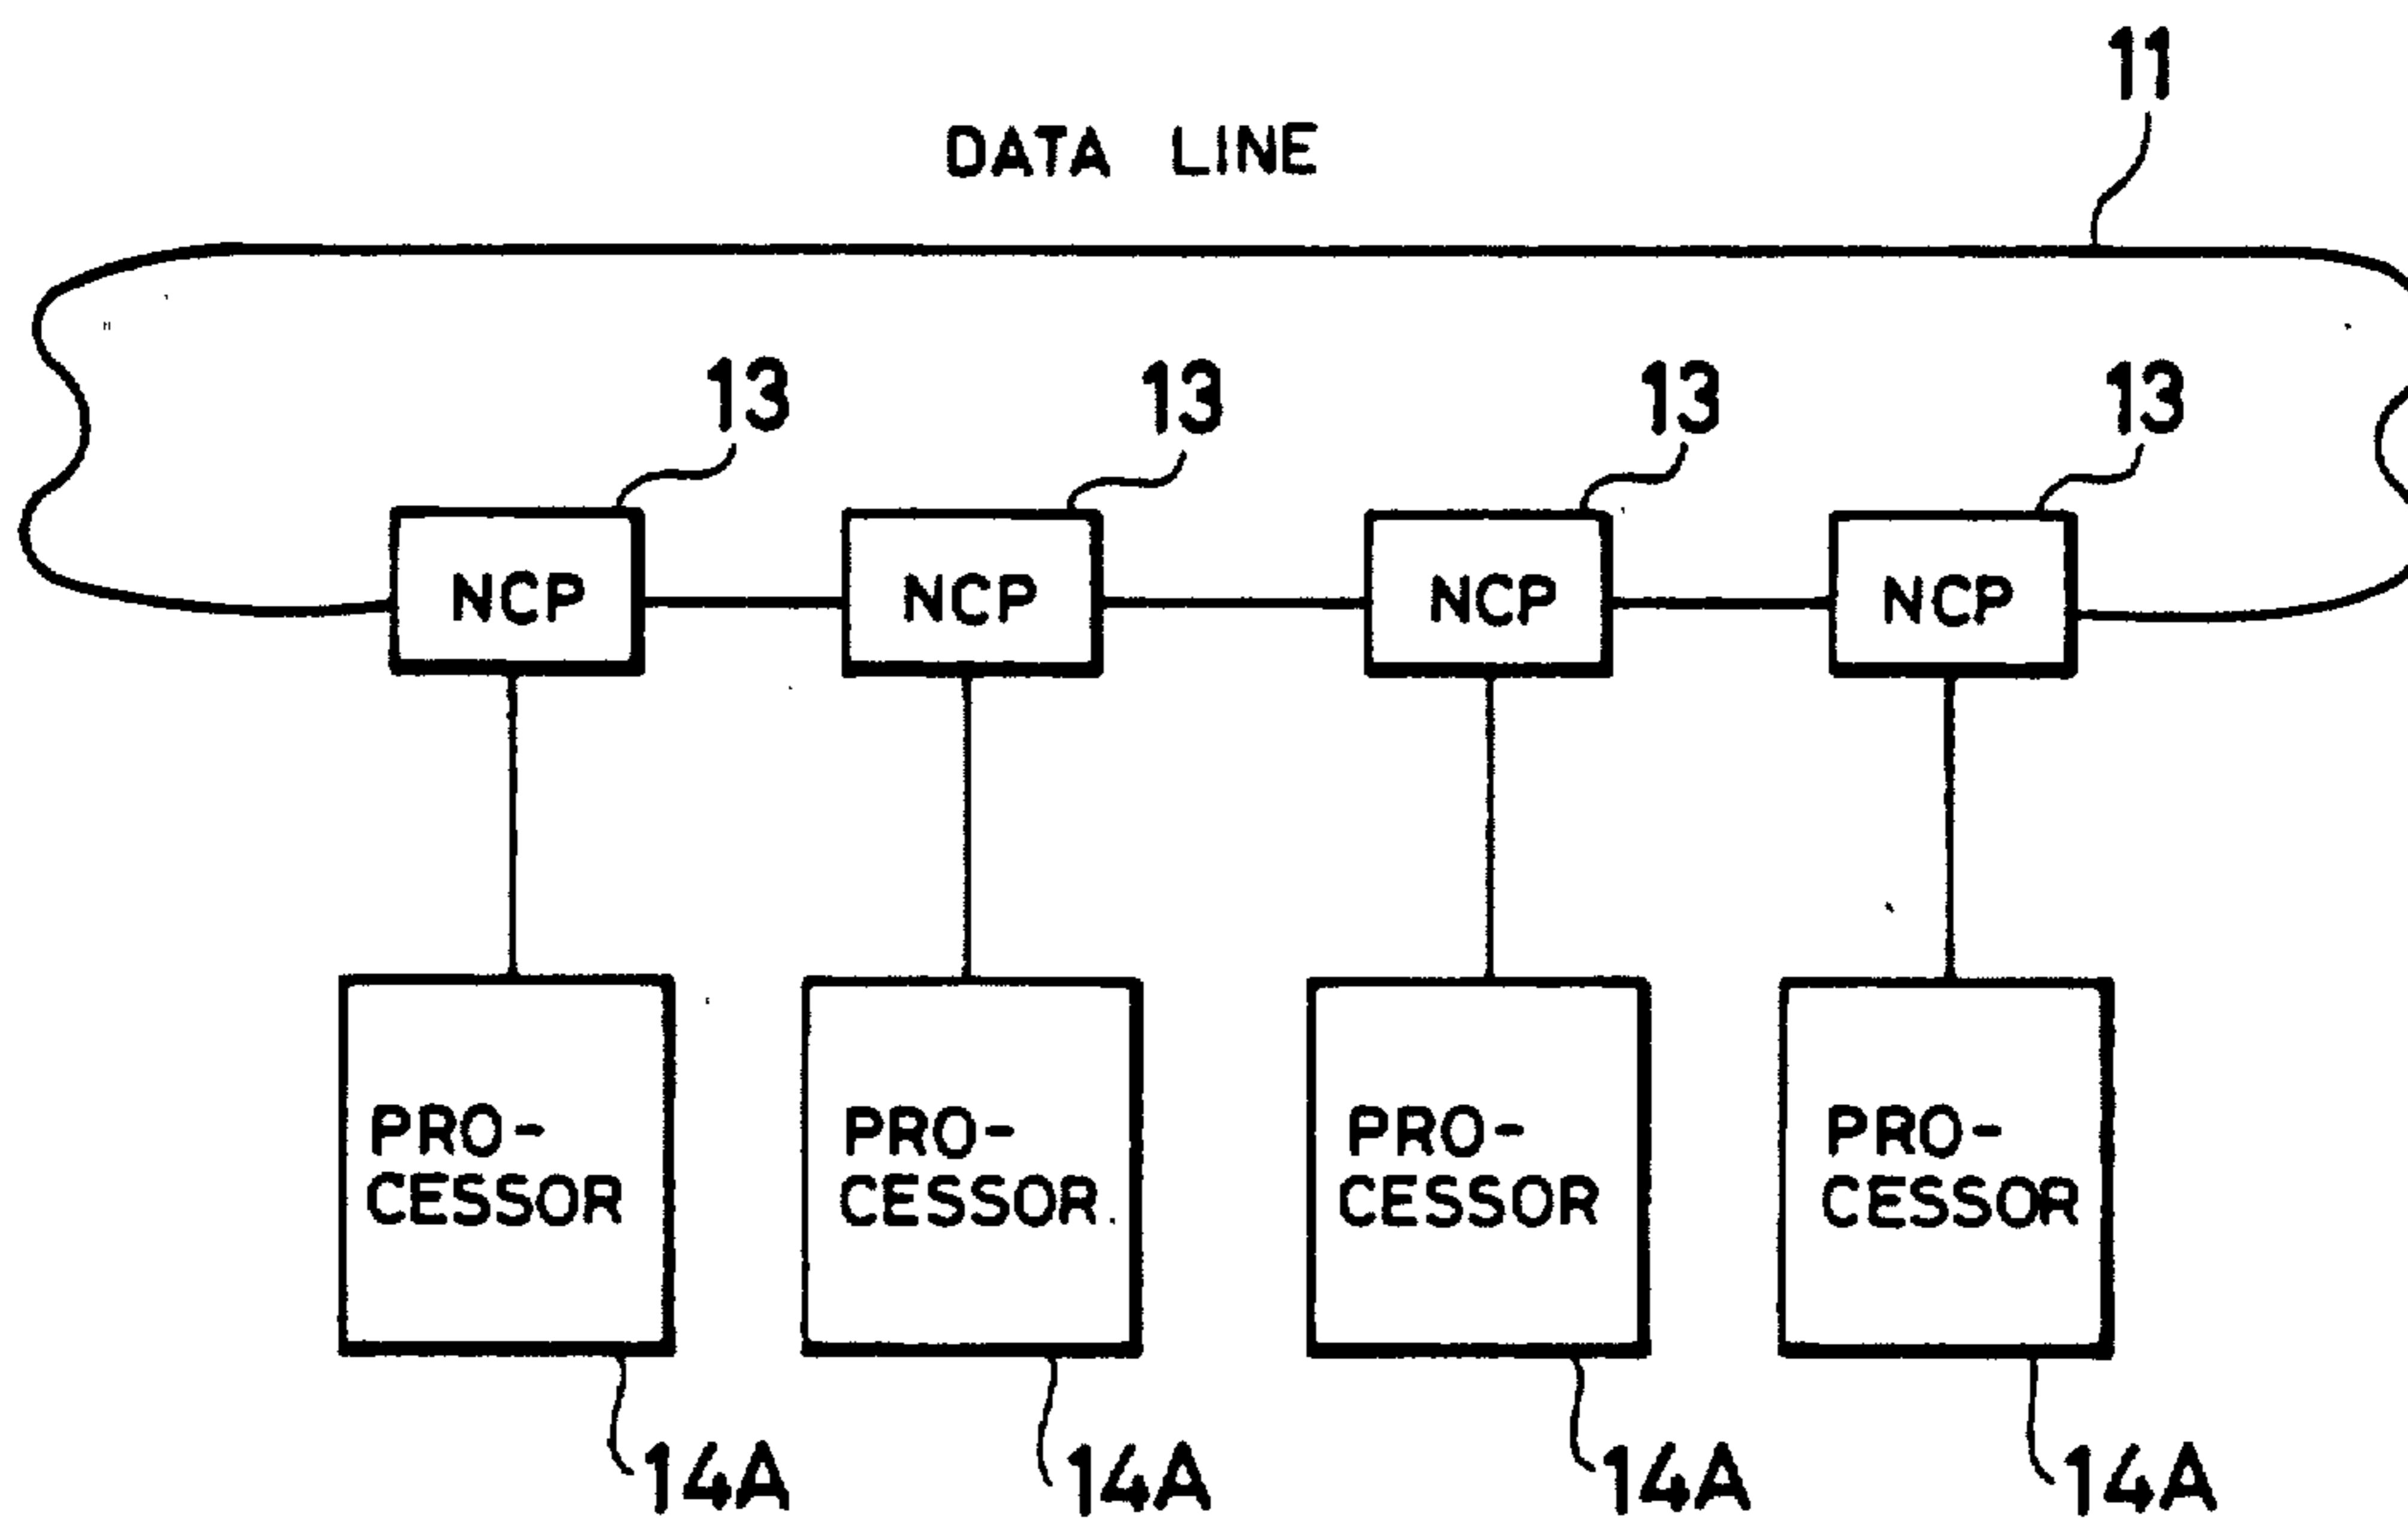 11
DATA LINE
13 13 13 13
NCP NCP NCP NCP
PRO- PRO- PRO- PRO-
CESSOR CESSOR CESSOR CESSOR
14A 14A 14A 14A